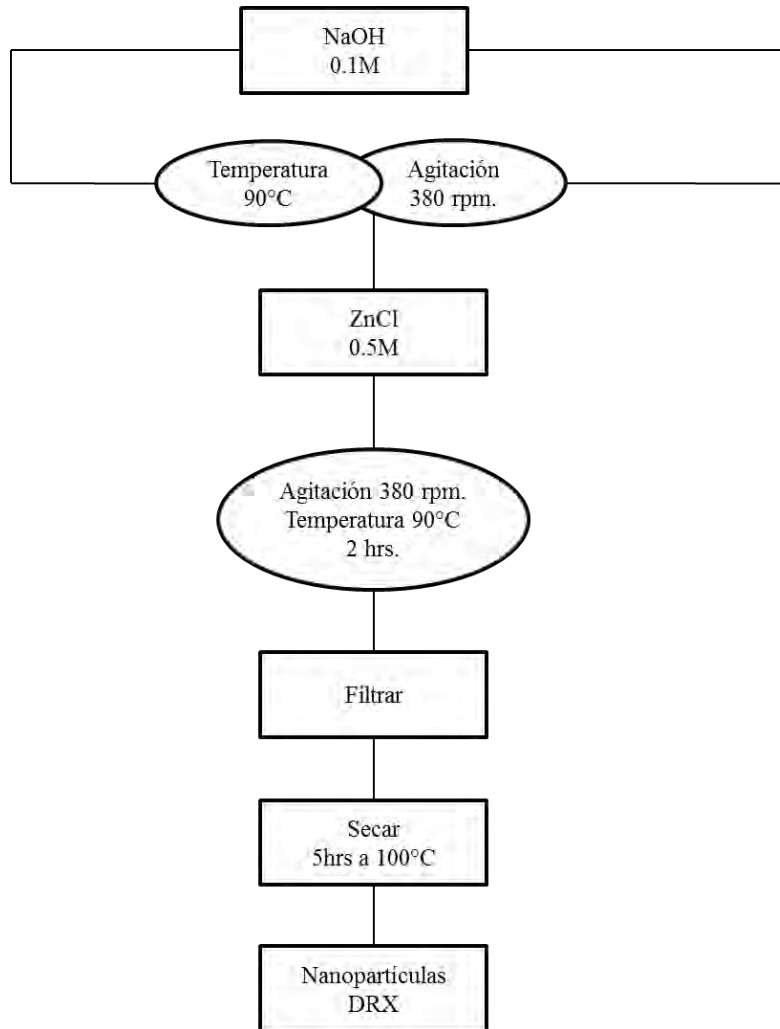 NaOH
0.1M
Temperatura
90°C
Agitación
380 rpm.
ZnCl
0.5M
Agitación 380 rpm.
Temperatura 90°C
2 hrs.
Filtrar
Secar
5hrs a 100°C
Nanopartículas
DRX